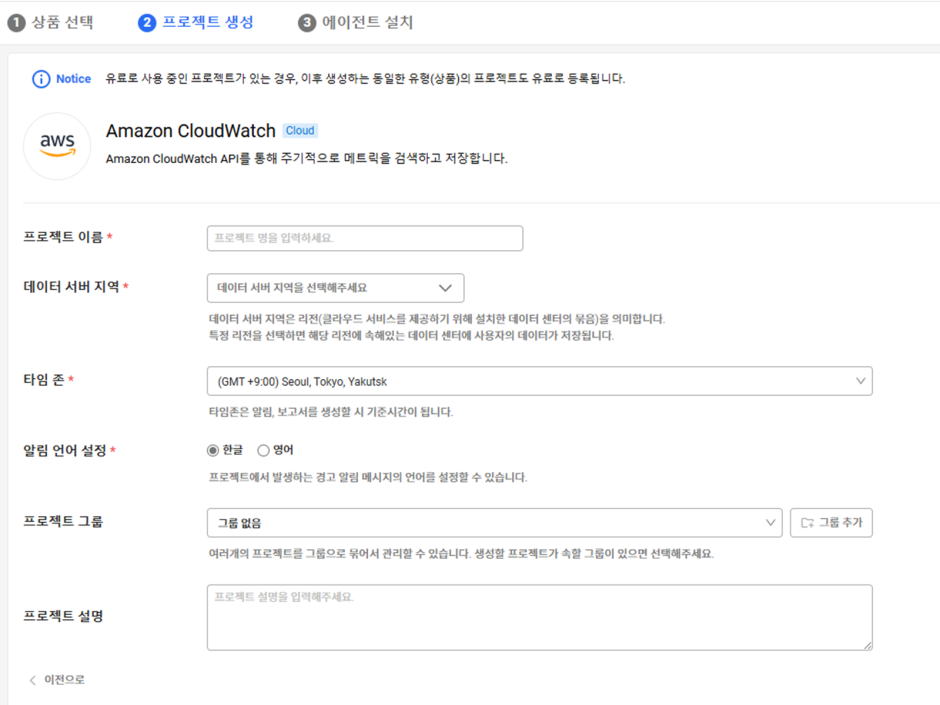 1 상품 선택 2 프로젝트 생성 3 에이전트 설치
Notice 유료로 사용 중인 프로젝트가 있는 경우, 이후 생성하는 동일한 유형(상품)의 프로젝트도 유료로 등록됩니다.
aws
Amazon CloudWatch Cloud
Amazon CloudWatch API를 통해 주기적으로 메트릭을 검색하고 저장합니다.
프로젝트 이름 * 프로젝트 명을 입력하세요.
데이터 서버 지역 * 데이터 서버 지역을 선택해주세요
데이터 서버 지역은 리전(클라우드 서비스를 제공하기 위해 설치한 데이터 센터의 묶음)을 의미합니다.
특정 리전을 선택하면 해당 리전에 속해있는 데이터 센터에 사용자의 데이터가 저장됩니다.
타임 존 * (GMT +9:00) Seoul, Tokyo, Yakutsk
타임존은 알림, 보고서를 생성할 시 기준시간이 됩니다.
알림 언어 설정 * 한글 영어
프로젝트에서 발생하는 경고 알림 메시지의 언어를 설정할 수 있습니다.
프로젝트 그룹 그룹 없음 그룹 추가
여러개의 프로젝트를 그룹으로 묶어서 관리할 수 있습니다. 생성할 프로젝트가 속할 그룹이 있으면 선택해주세요.
프로젝트 설명 프로젝트 설명을 입력해주세요.
이전으로